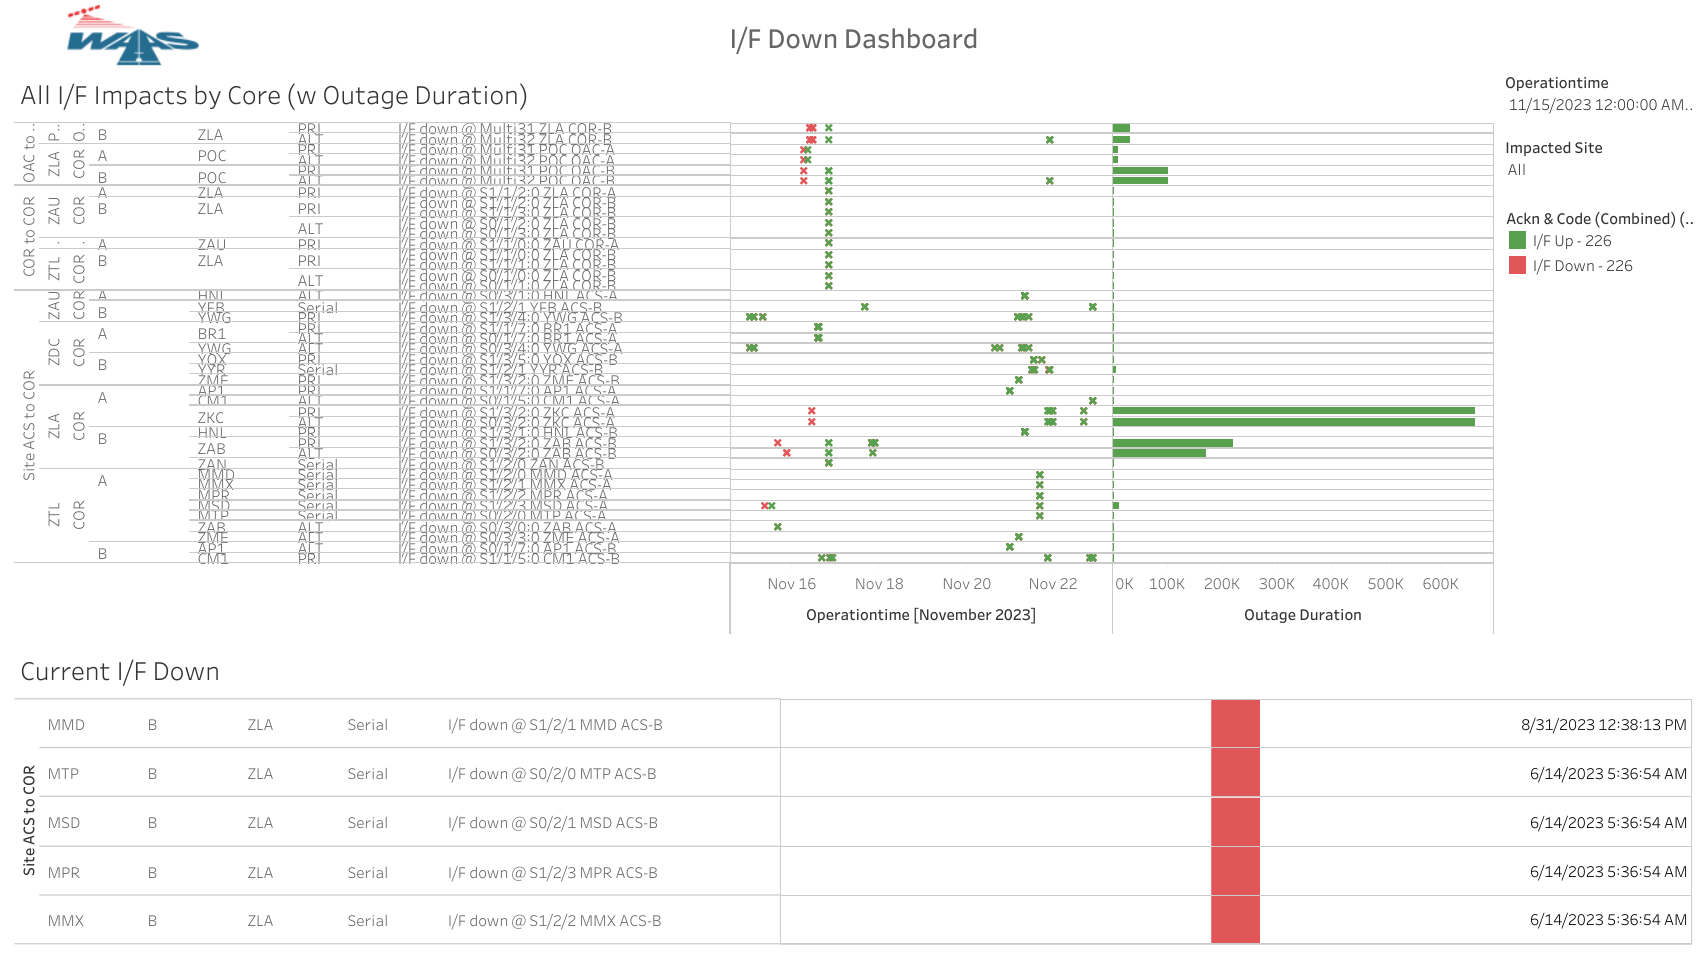 WAAS
I/F Down Dashboard
All I/F Impacts by Core (w Outage Duration)
Operationtime
11/15/2023 12:00:00 AM..
Impacted Site
All
Ackn & Code (Combined) (..
I/F Up - 226
I/F Down - 226
OAC to .. P.. O.. B ZLA PRI I/F down @ Multi31 ZLA COR-B
ALT I/F down @ Multi32 ZLA COR-B
ZLA COR A POC PRI I/F down @ Multi31 POC OAC-A
ALT I/F down @ Multi32 POC OAC-A
B POC PRI I/F down @ Multi31 POC OAC-B
ALT I/F down @ Multi32 POC OAC-B
COR to COR ZAU COR A ZLA PRI I/F down @ S1/1/2:0 ZLA COR-A
B ZLA PRI I/F down @ S1/1/2:0 ZLA COR-B
I/F down @ S1/1/3:0 ZLA COR-B
ALT I/F down @ S0/1/2:0 ZLA COR-B
I/F down @ S0/1/3:0 ZLA COR-B
ZTL . COR . A ZAU PRI I/F down @ S1/1/0:0 ZAU COR-A
B ZLA PRI I/F down @ S1/1/0:0 ZLA COR-B
I/F down @ S1/1/1:0 ZLA COR-B
ALT I/F down @ S0/1/0:0 ZLA COR-B
I/F down @ S0/1/1:0 ZLA COR-B
Site ACS to COR ZAU COR A HNL ALT I/F down @ S0/3/1:0 HNL ACS-A
B YFB Serial I/F down @ S1/2/1 YFB ACS-B
YWG PRI I/F down @ S1/3/4:0 YWG ACS-B
ZDC COR A BR1 PRI I/F down @ S1/1/7:0 BR1 ACS-A
ALT I/F down @ S0/1/7:0 BR1 ACS-A
YWG ALT I/F down @ S0/3/4:0 YWG ACS-A
B YQX PRI I/F down @ S1/3/5:0 YQX ACS-B
YYR Serial I/F down @ S1/2/1 YYR ACS-B
ZME PRI I/F down @ S1/3/2:0 ZME ACS-B
ZLA COR A AP1 PRI I/F down @ S1/1/7:0 AP1 ACS-A
CM1 ALT I/F down @ S0/1/5:0 CM1 ACS-A
ZKC PRI I/F down @ S1/3/2:0 ZKC ACS-A
ALT I/F down @ S0/3/2:0 ZKC ACS-A
B HNL PRI I/F down @ S1/3/1:0 HNL ACS-B
ZAB PRI I/F down @ S1/3/2:0 ZAB ACS-B
ALT I/F down @ S0/3/2:0 ZAB ACS-B
ZAN Serial I/F down @ S1/2/0 ZAN ACS-B
ZTL COR A MMD Serial I/F down @ S1/2/0 MMD ACS-A
MMX Serial I/F down @ S1/2/1 MMX ACS-A
MPR Serial I/F down @ S1/2/2 MPR ACS-A
MSD Serial I/F down @ S1/2/3 MSD ACS-A
MTP Serial I/F down @ S0/2/0 MTP ACS-A
ZAB ALT I/F down @ S0/3/0:0 ZAB ACS-A
ZME ALT I/F down @ S0/3/3:0 ZME ACS-A
B AP1 ALT I/F down @ S0/1/7:0 AP1 ACS-B
CM1 PRI I/F down @ S1/1/5:0 CM1 ACS-B
Nov 16 Nov 18 Nov 20 Nov 22 0K 100K 200K 300K 400K 500K 600K
Operationtime [November 2023] Outage Duration
Current I/F Down
Site ACS to COR
MMD B ZLA Serial I/F down @ S1/2/1 MMD ACS-B 8/31/2023 12:38:13 PM
MTP B ZLA Serial I/F down @ S0/2/0 MTP ACS-B 6/14/2023 5:36:54 AM
MSD B ZLA Serial I/F down @ S0/2/1 MSD ACS-B 6/14/2023 5:36:54 AM
MPR B ZLA Serial I/F down @ S1/2/3 MPR ACS-B 6/14/2023 5:36:54 AM
MMX B ZLA Serial I/F down @ S1/2/2 MMX ACS-B 6/14/2023 5:36:54 AM